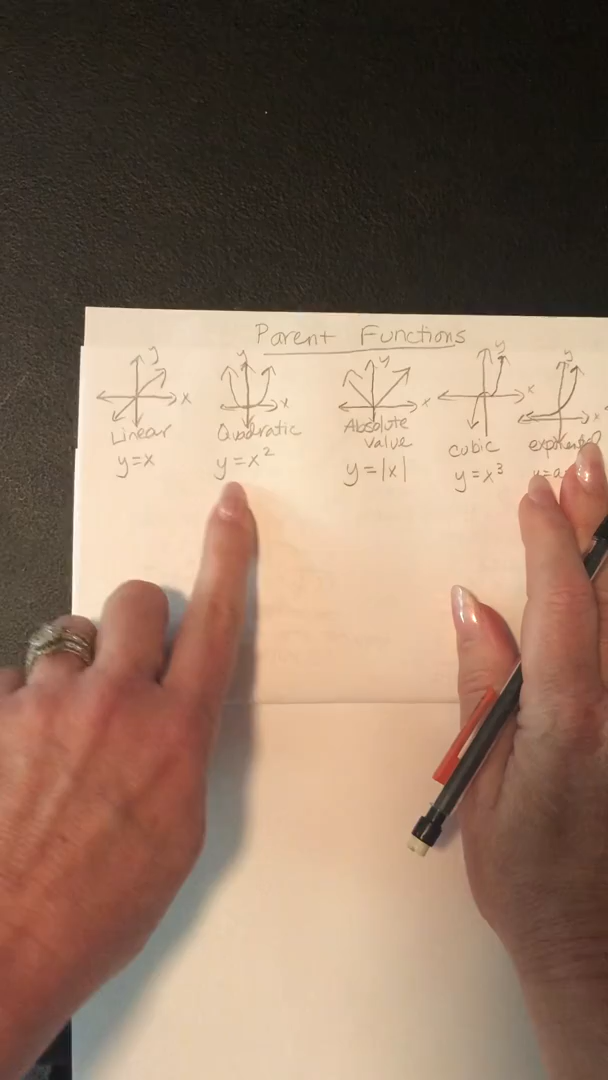 Parent Functions
y y y y y
x x x x x
Linear Quadratic Absolute Value cubic
y=x y=x² y=|x| y=x³